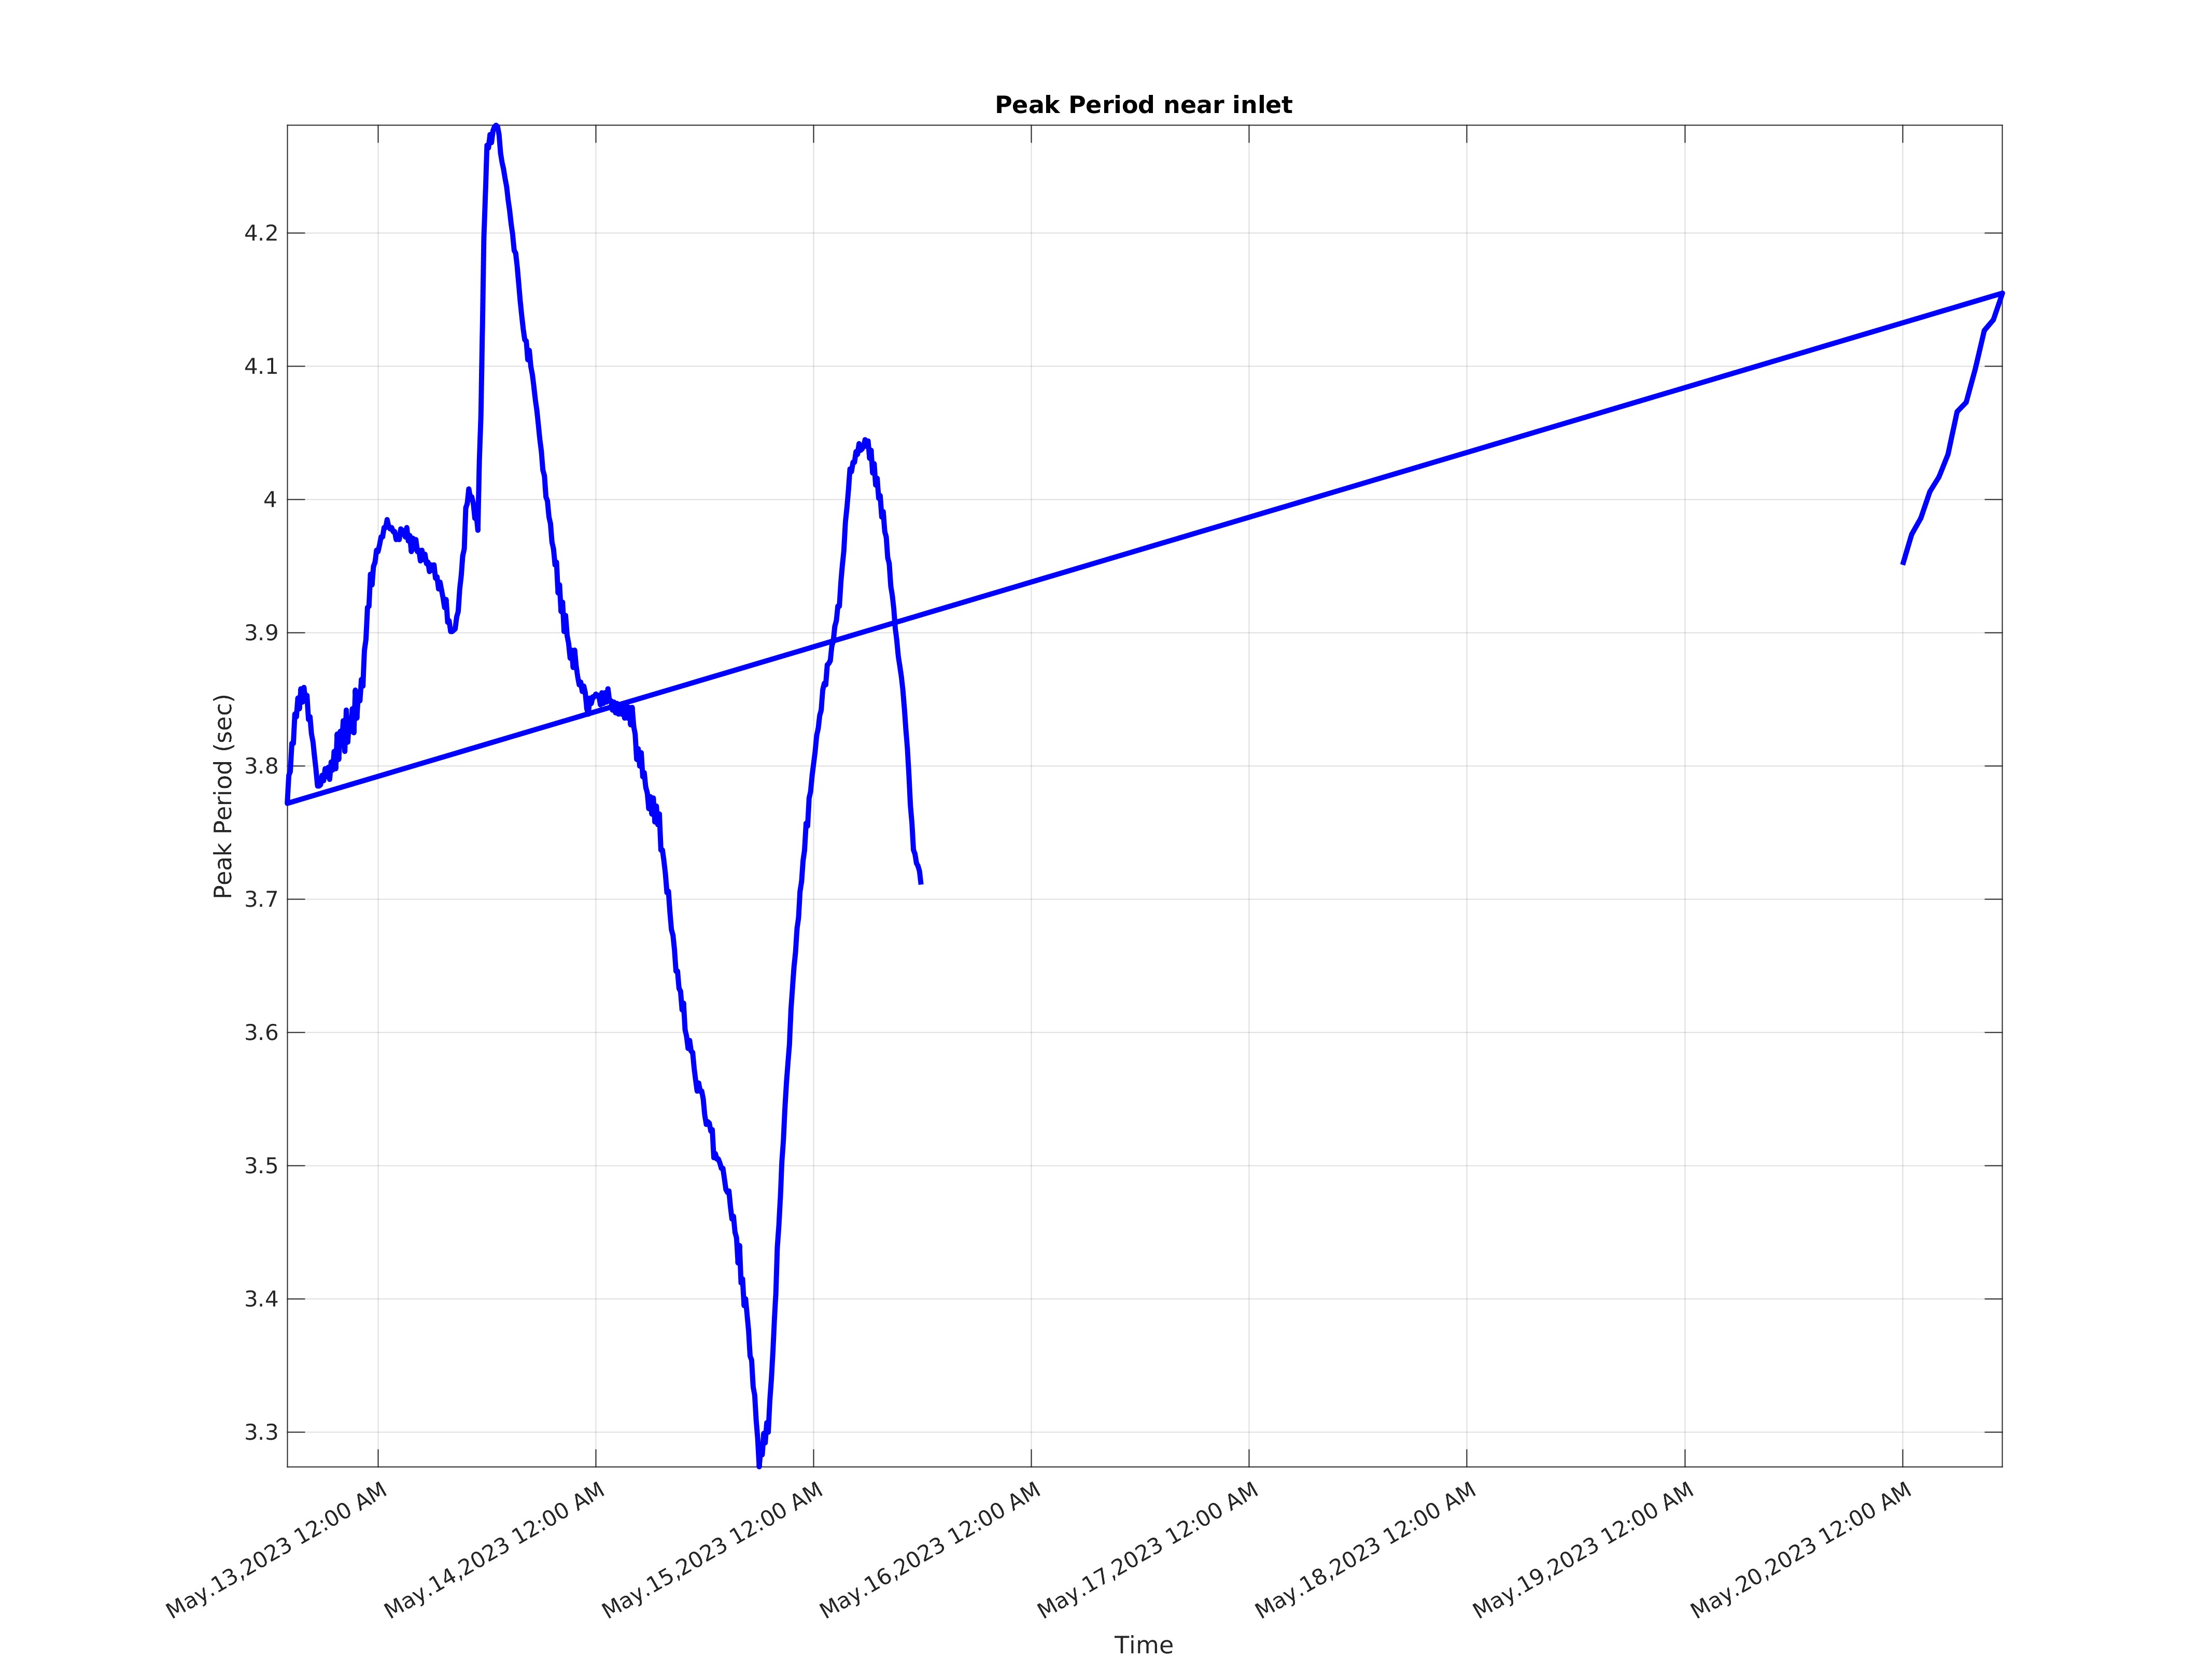 Peak Period near inlet
Peak Period (sec)
4.2
4.1
4
3.9
3.8
3.7
3.6
3.5
3.4
3.3
May.13,2023 12:00 AM
May.14,2023 12:00 AM
May.15,2023 12:00 AM
May.16,2023 12:00 AM
May.17,2023 12:00 AM
May.18,2023 12:00 AM
May.19,2023 12:00 AM
May.20,2023 12:00 AM
Time